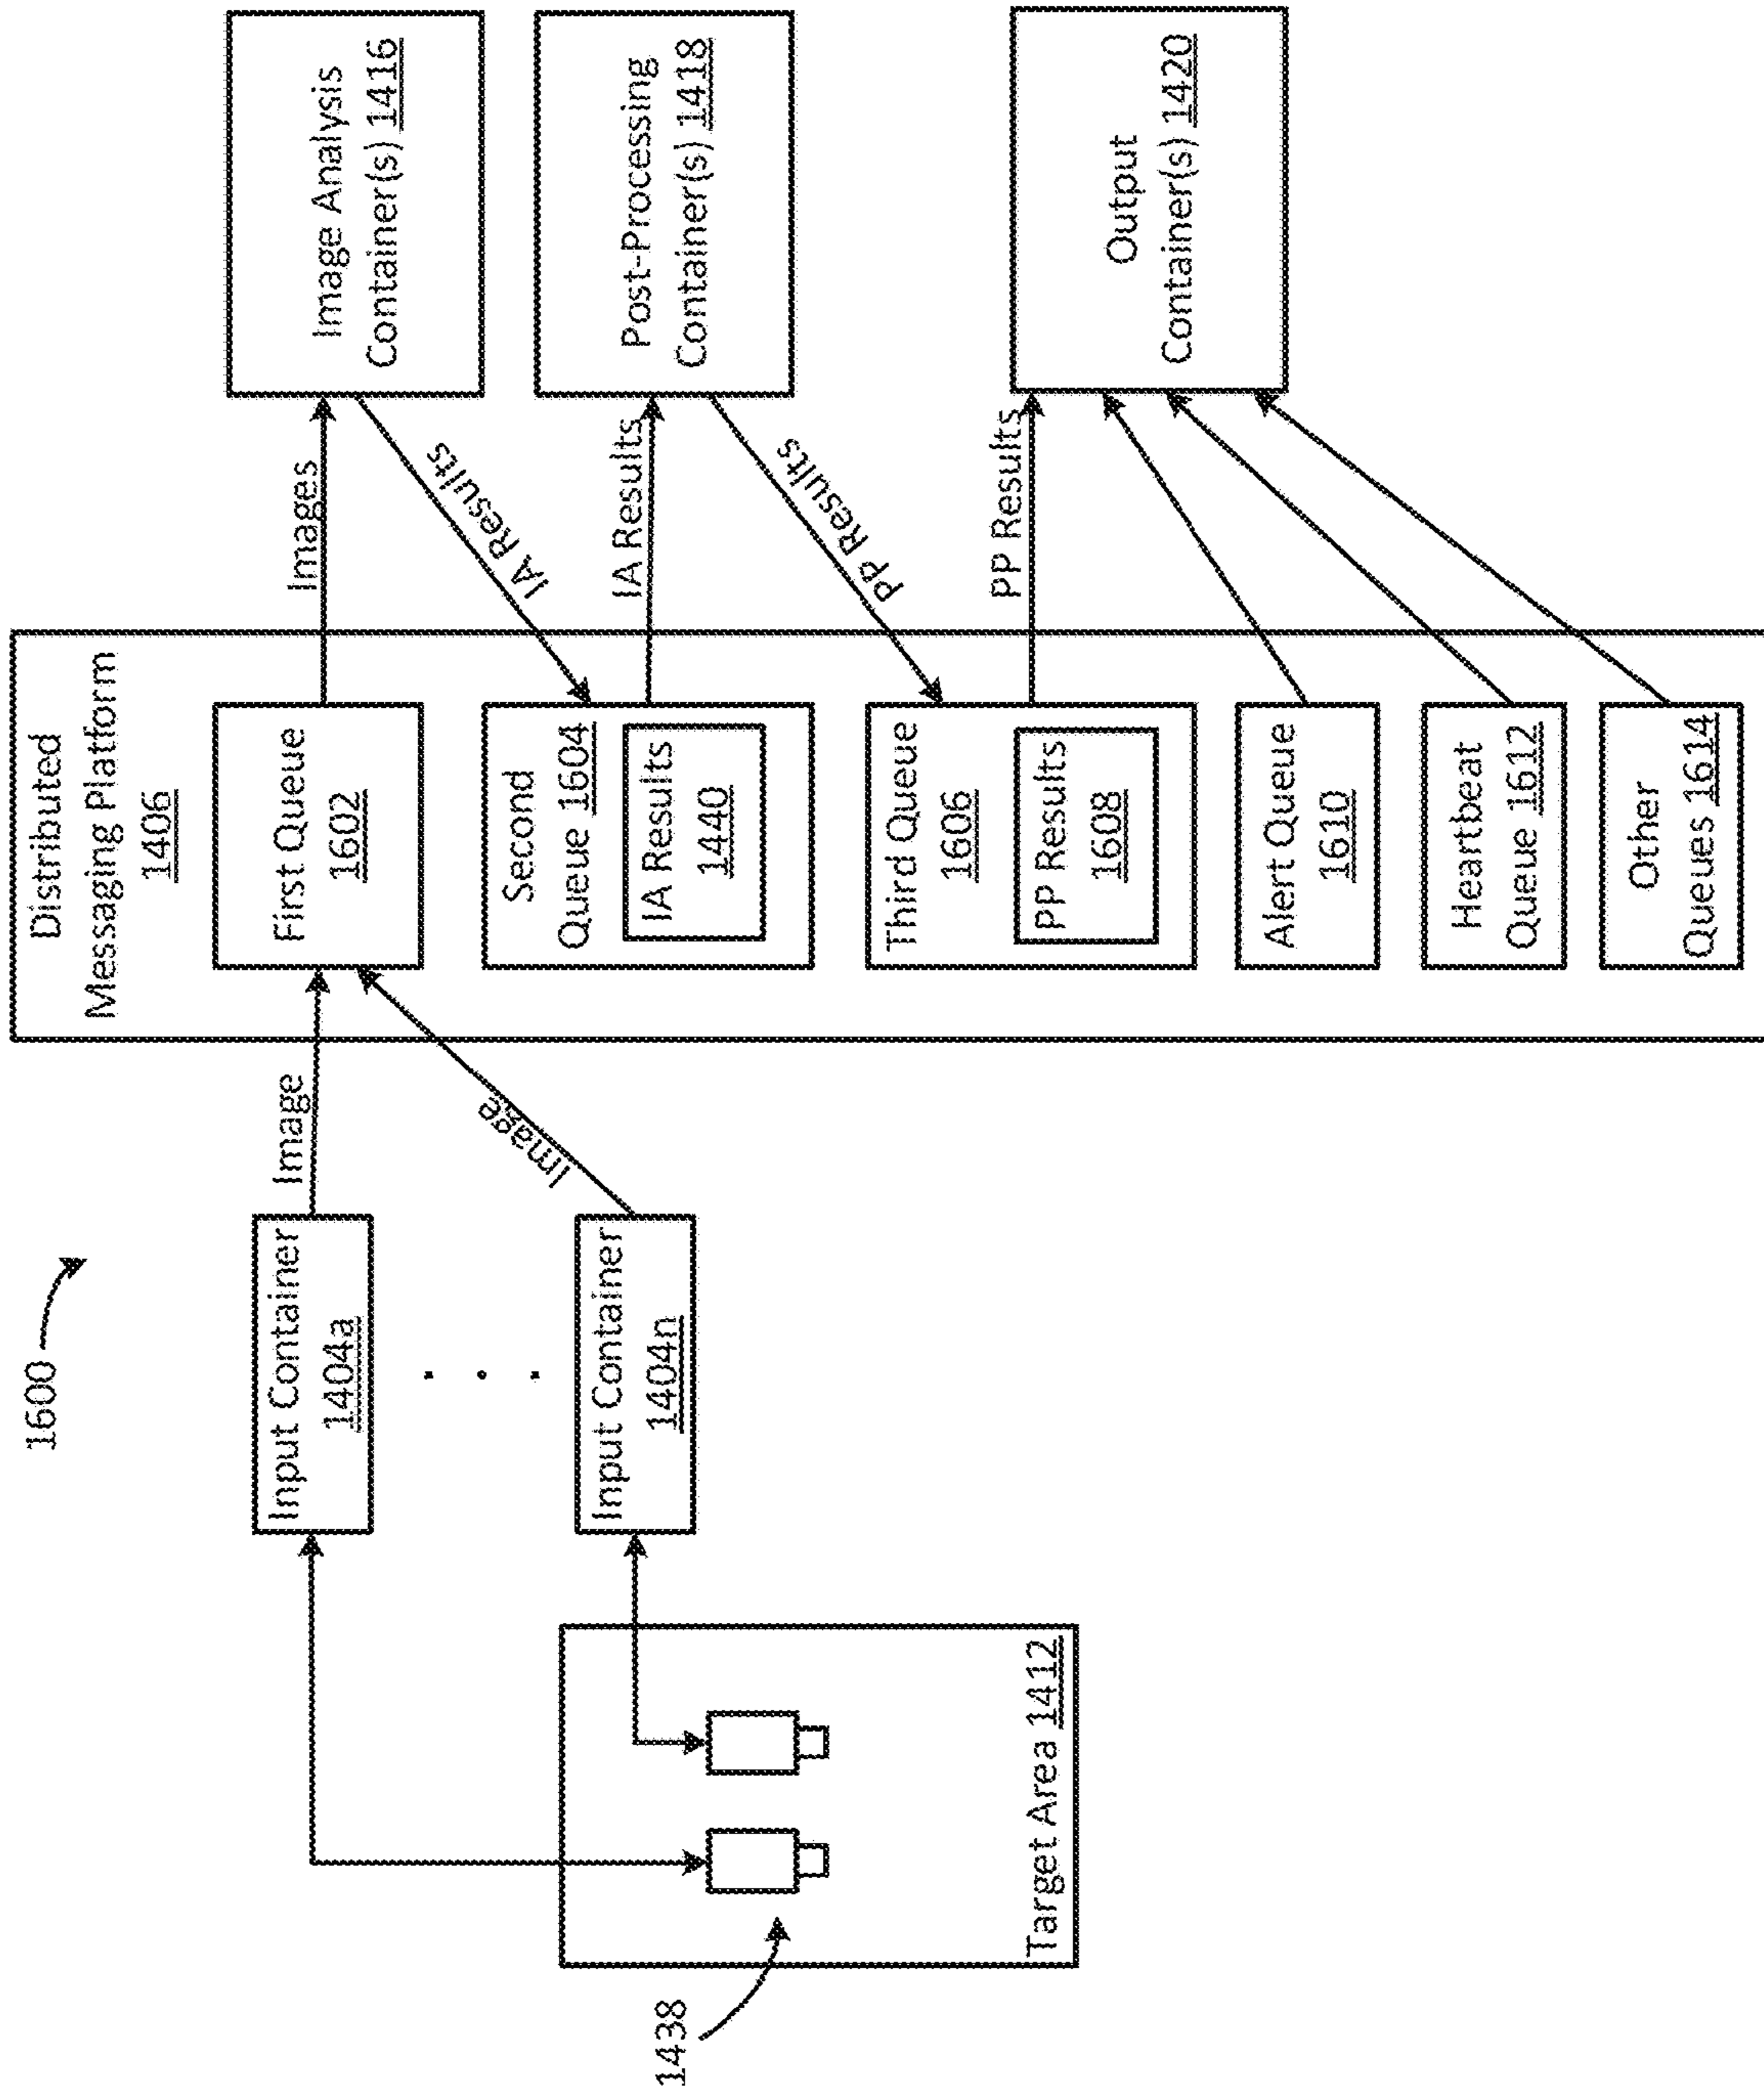 1600
1438
Target Area 1412
Input Container
1404a
Input Container
1404n
Image
Image
Distributed
Messaging Platform
1406
First Queue
1602
Second
Queue 1604
IA Results
1440
Third Queue
1606
PP Results
1608
Alert Queue
1610
Heartbeat
Queue 1612
Other
Queues 1614
Images
IA Results
IA Results
PP Results
PP Results
Image Analysis
Container(s) 1416
Post-Processing
Container(s) 1418
Output
Container(s) 1420